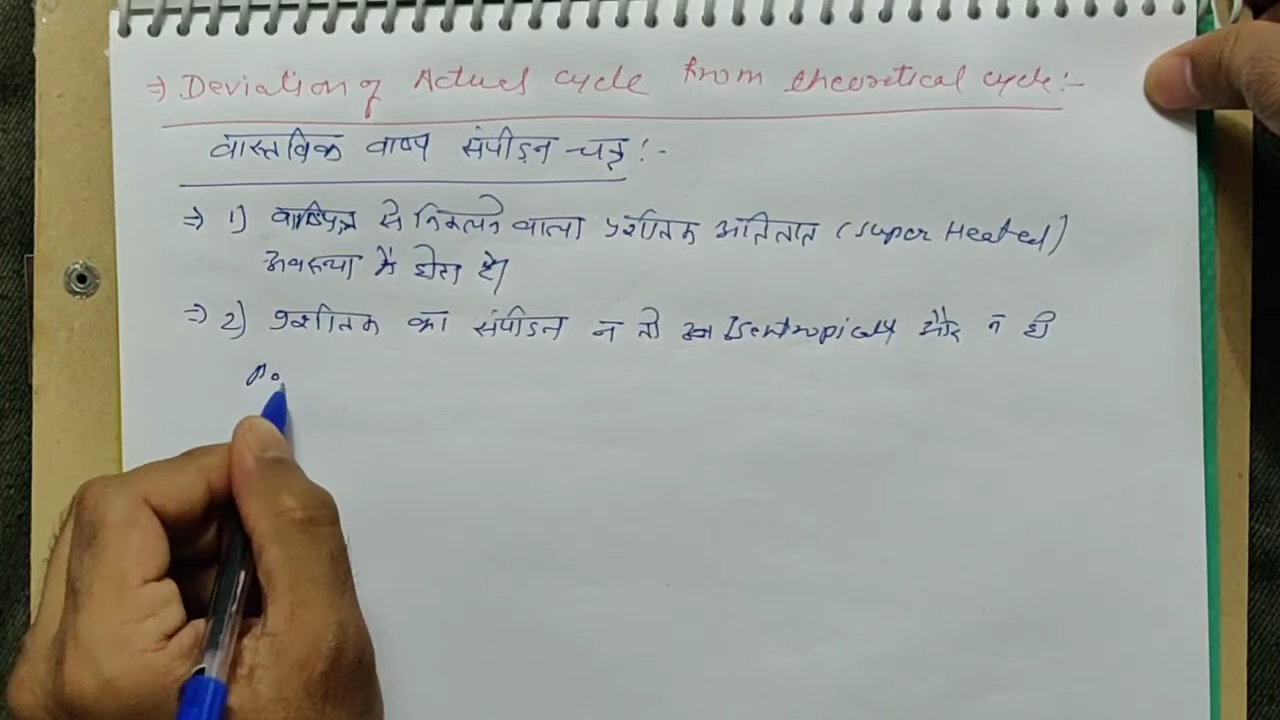 ⇒ Deviation of Actual cycle from theoretical cycle:-
वास्तविक वाष्प संपीडन चक्र:-
⇒ 1) वाष्पित्र से निकलने वाला प्रशीतक अतितप्त (super Heated)
अवस्था में होता है।
⇒ 2) प्रशीतक का संपीडन न तो Isentropically और न ही
po